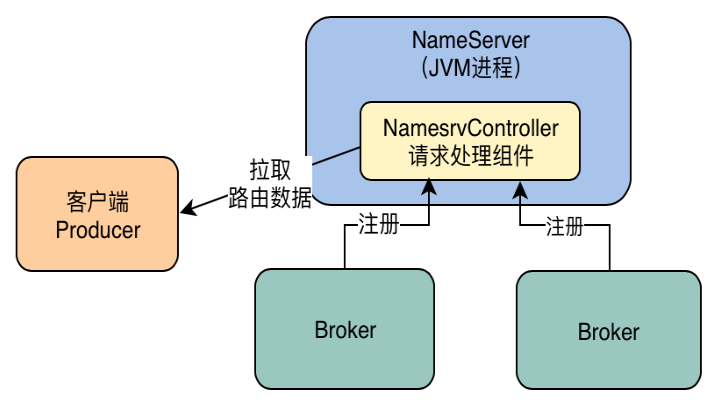 NameServer
（JVM进程）
NamesrvController
请求处理组件
拉取
路由数据
客户端
Producer
注册
注册
Broker
Broker